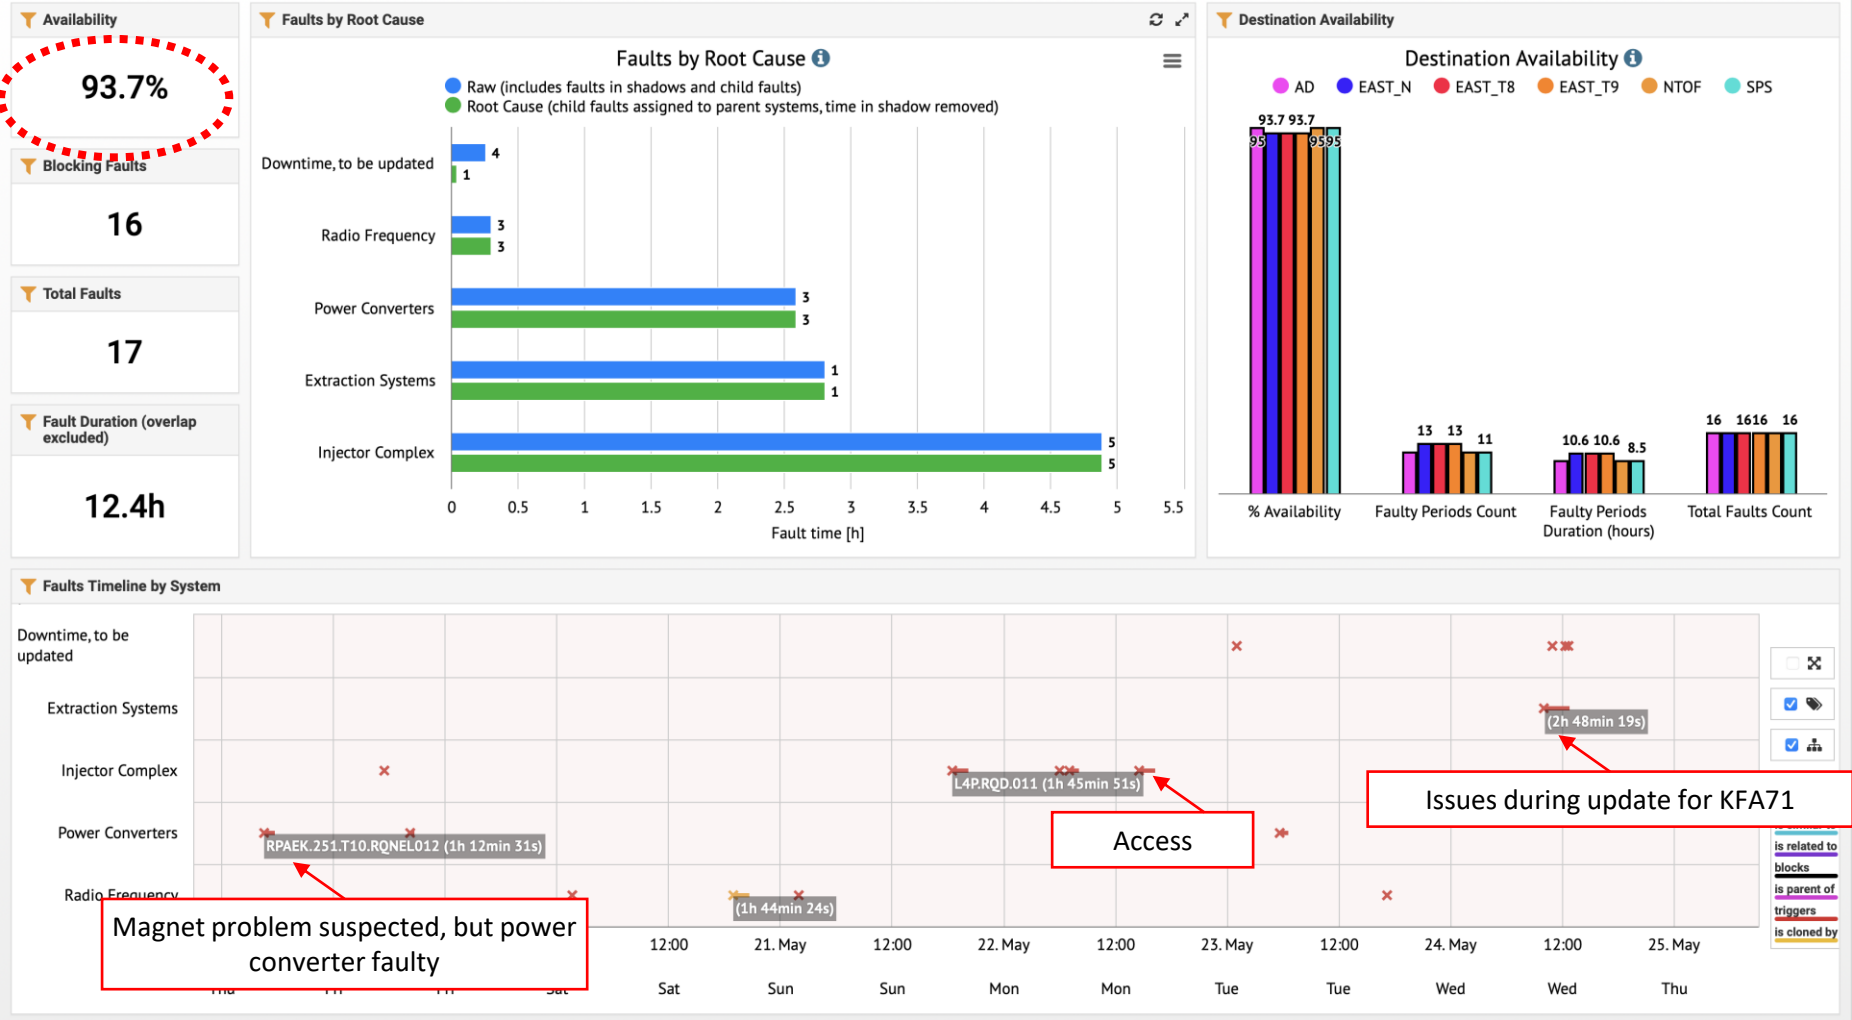 Availability
93.7%
Blocking Faults
16
Total Faults
17
Fault Duration (overlap
excluded)
12.4h
Faults by Root Cause
Faults by Root Cause
Raw (includes faults in shadows and child faults)
Root Cause (child faults assigned to parent systems, time in shadow removed)
Downtime, to be updated
4
1
Radio Frequency
3
3
Power Converters
3
3
Extraction Systems
1
1
Injector Complex
5
5
0 0.5 1 1.5 2 2.5 3 3.5 4 4.5 5 5.5
Fault time [h]
Destination Availability
Destination Availability
AD EAST_N EAST_T8 EAST_T9 NTOF SPS
93.7 93.7
95 95 95
13 13 11
10.6 10.6 8.5
16 16 16 16
% Availability Faulty Periods Count Faulty Periods Duration (hours) Total Faults Count
Faults Timeline by System
Downtime, to be
updated
Extraction Systems
(2h 48min 19s)
Injector Complex
L4P.RQD.011 (1h 45min 51s)
Issues during update for KFA71
Access
Power Converters
RPAEK.251.T10.RQNEL012 (1h 12min 31s)
Radio Frequency
(1h 44min 24s)
Magnet problem suspected, but power
converter faulty
is related to
blocks
is parent of
triggers
is cloned by
12:00 21. May 12:00 22. May 12:00 23. May 12:00 24. May 12:00 25. May
Sat Sat Sun Sun Mon Mon Tue Tue Wed Wed Thu